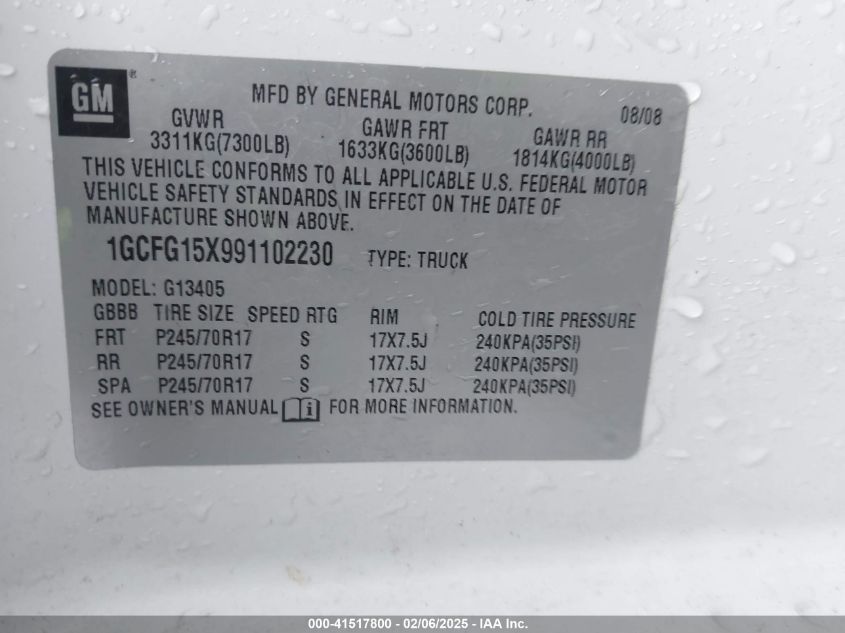 GM®
MFD BY GENERAL MOTORS CORP. 08/08
GVWR GAWR FRT GAWR RR
3311KG(7300LB) 1633KG(3600LB) 1814KG(4000LB)
THIS VEHICLE CONFORMS TO ALL APPLICABLE U.S. FEDERAL MOTOR
VEHICLE SAFETY STANDARDS IN EFFECT ON THE DATE OF
MANUFACTURE SHOWN ABOVE.
1GCFG15X991102230 TYPE: TRUCK
MODEL: G13405
GBBB TIRE SIZE SPEED RTG RIM COLD TIRE PRESSURE
FRT P245/70R17 S 17X7.5J 240KPA(35PSI)
RR P245/70R17 S 17X7.5J 240KPA(35PSI)
SPA P245/70R17 S 17X7.5J 240KPA(35PSI)
SEE OWNER'S MANUAL i FOR MORE INFORMATION.
000-41517800 - 02/06/2025 - IAA Inc.